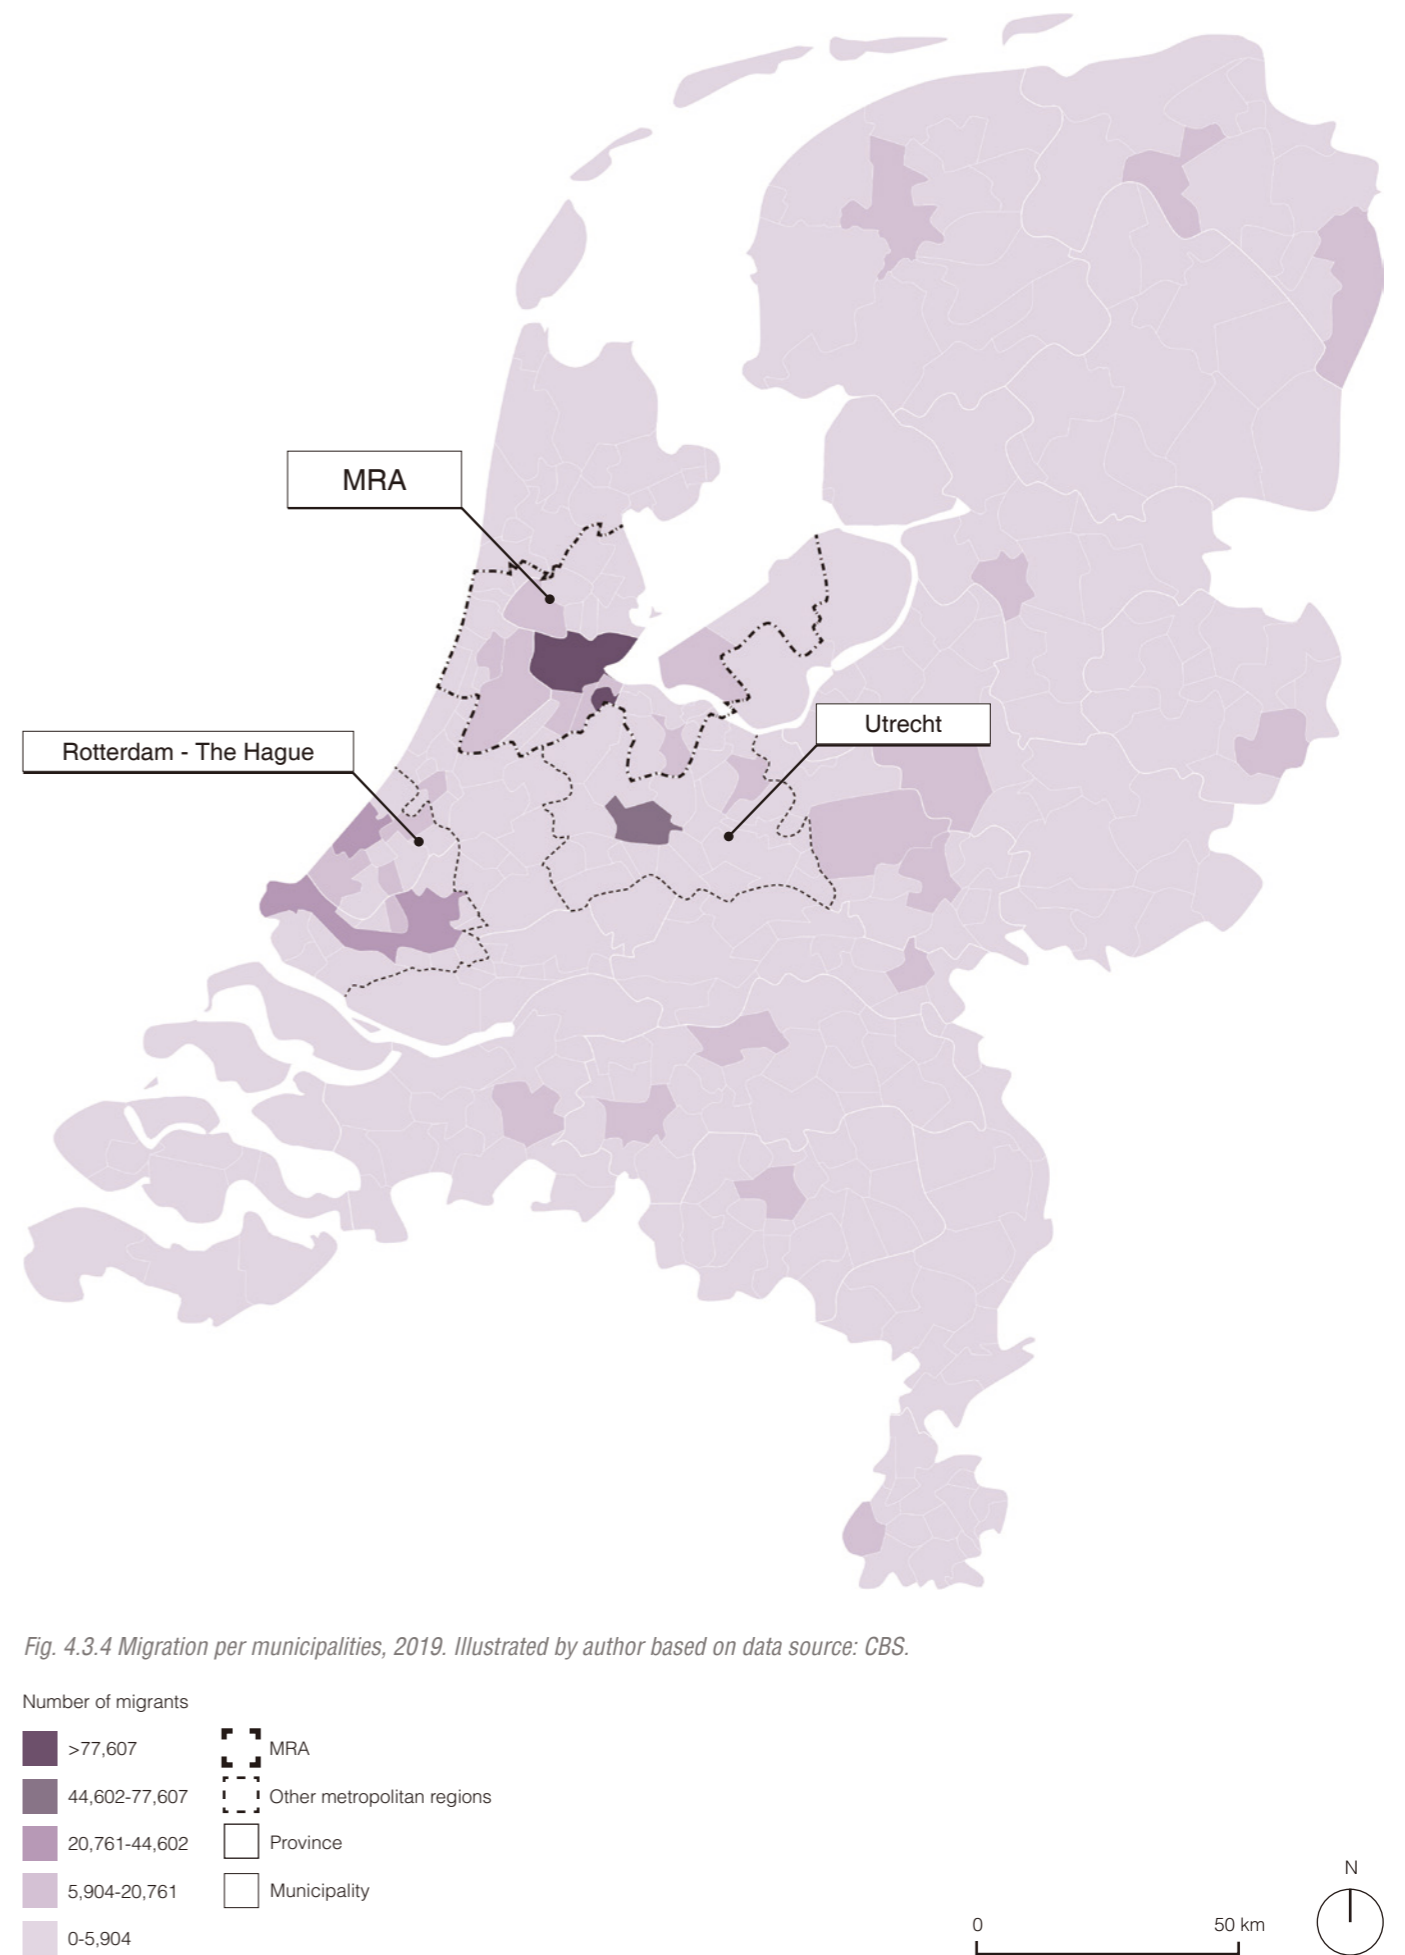 MRA
Utrecht
Rotterdam - The Hague
Fig. 4.3.4 Migration per municipalities, 2019. Illustrated by author based on data source: CBS.
Number of migrants
>77,607
MRA
44,602-77,607
Other metropolitan regions
20,761-44,602
Province
5,904-20,761
Municipality
0-5,904
N
0
50 km